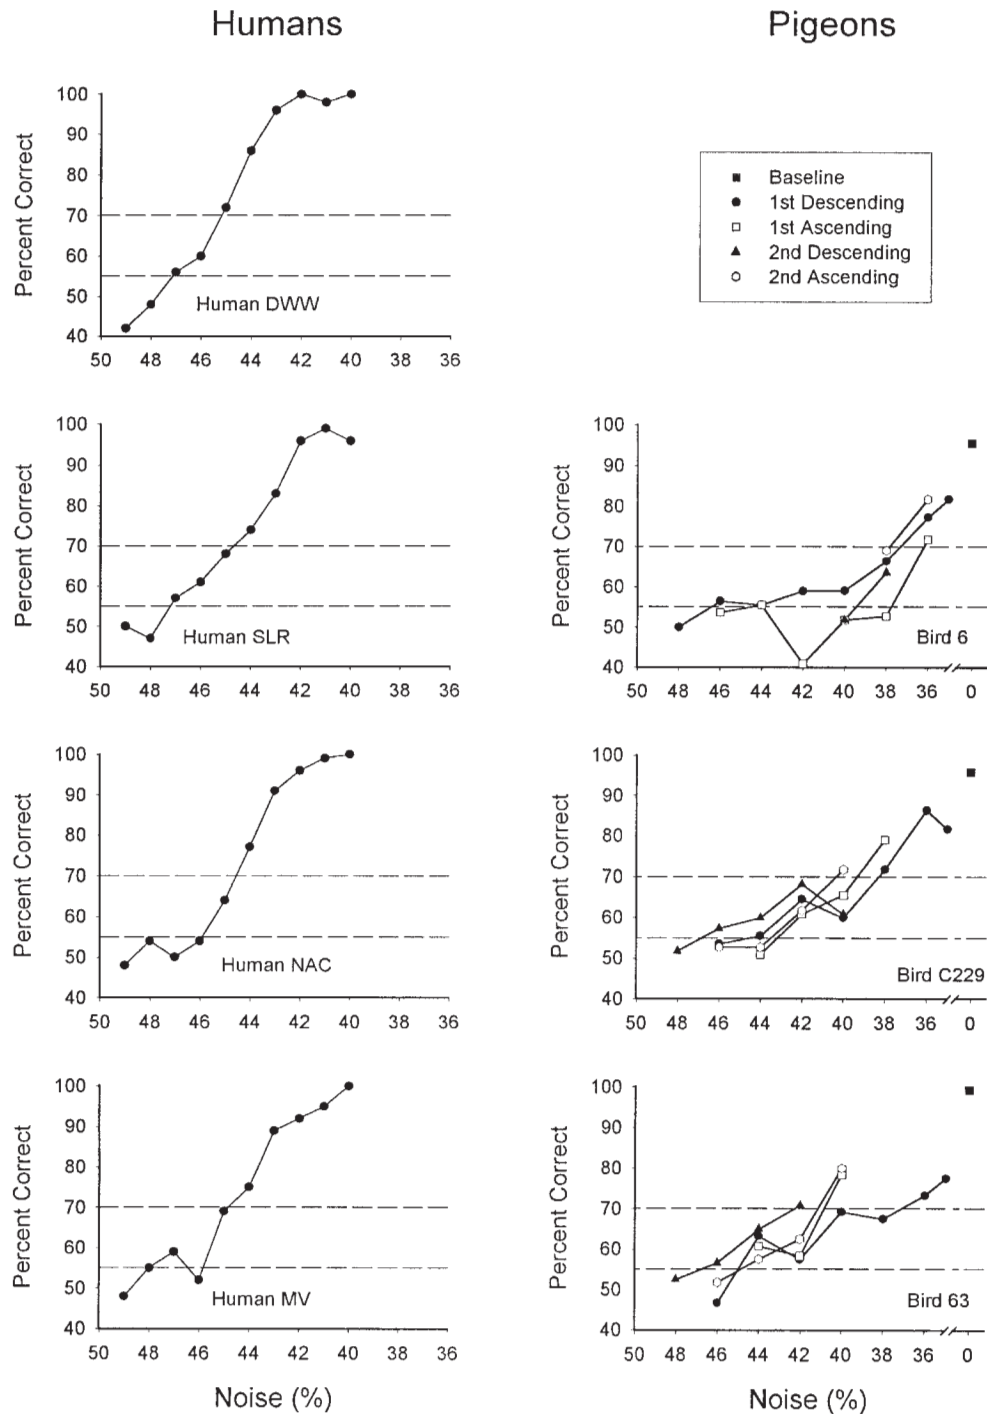 Humans
Pigeons
Percent Correct
100
90
80
70
60
50
40
Human DWW
50 48 46 44 42 40 38 36
Baseline
1st Descending
1st Ascending
2nd Descending
2nd Ascending
Percent Correct
100
90
80
70
60
50
40
Human SLR
50 48 46 44 42 40 38 36
Percent Correct
100
90
80
70
60
50
40
Bird 6
50 48 46 44 42 40 38 36 0
Percent Correct
100
90
80
70
60
50
40
Human NAC
50 48 46 44 42 40 38 36
Percent Correct
100
90
80
70
60
50
40
Bird C229
50 48 46 44 42 40 38 36 0
Percent Correct
100
90
80
70
60
50
40
Human MV
50 48 46 44 42 40 38 36
Noise (%)
Percent Correct
100
90
80
70
60
50
40
Bird 63
50 48 46 44 42 40 38 36 0
Noise (%)